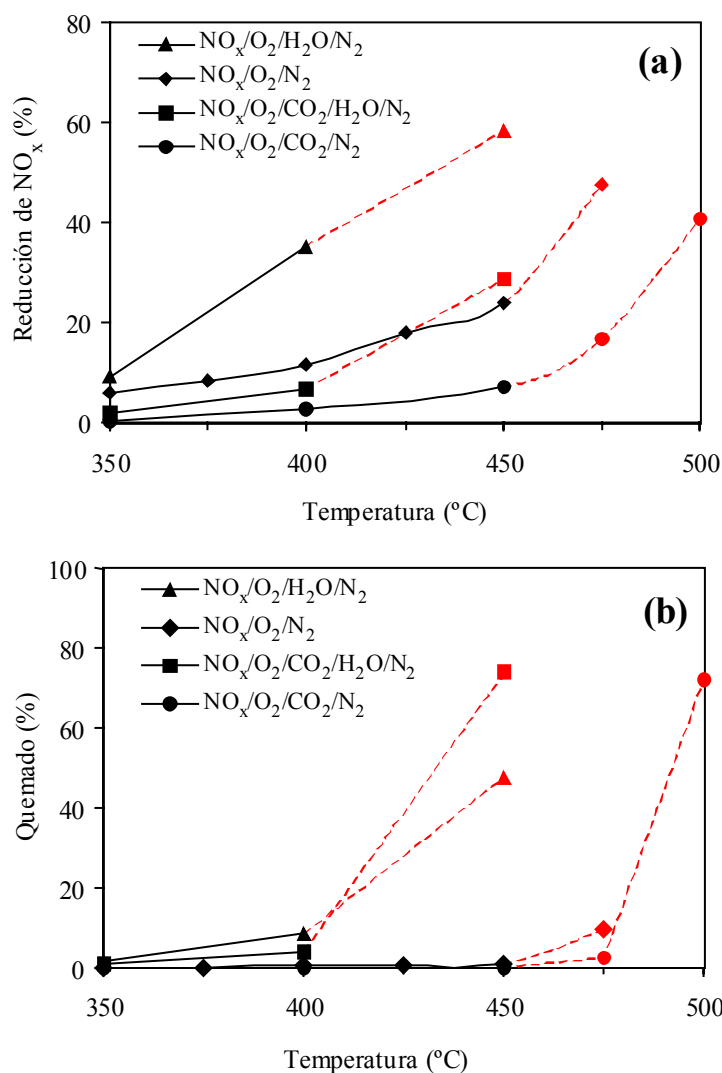 80
(a)
NOx/O2/H2O/N2
NOx/O2/N2
NOx/O2/CO2/H2O/N2
NOx/O2/CO2/N2
60
40
20
0
Reducción de NOx (%)
350 400 450 500
Temperatura (ºC)
100
(b)
NOx/O2/H2O/N2
NOx/O2/N2
NOx/O2/CO2/H2O/N2
NOx/O2/CO2/N2
80
60
40
20
0
Quemado (%)
350 400 450 500
Temperatura (ºC)